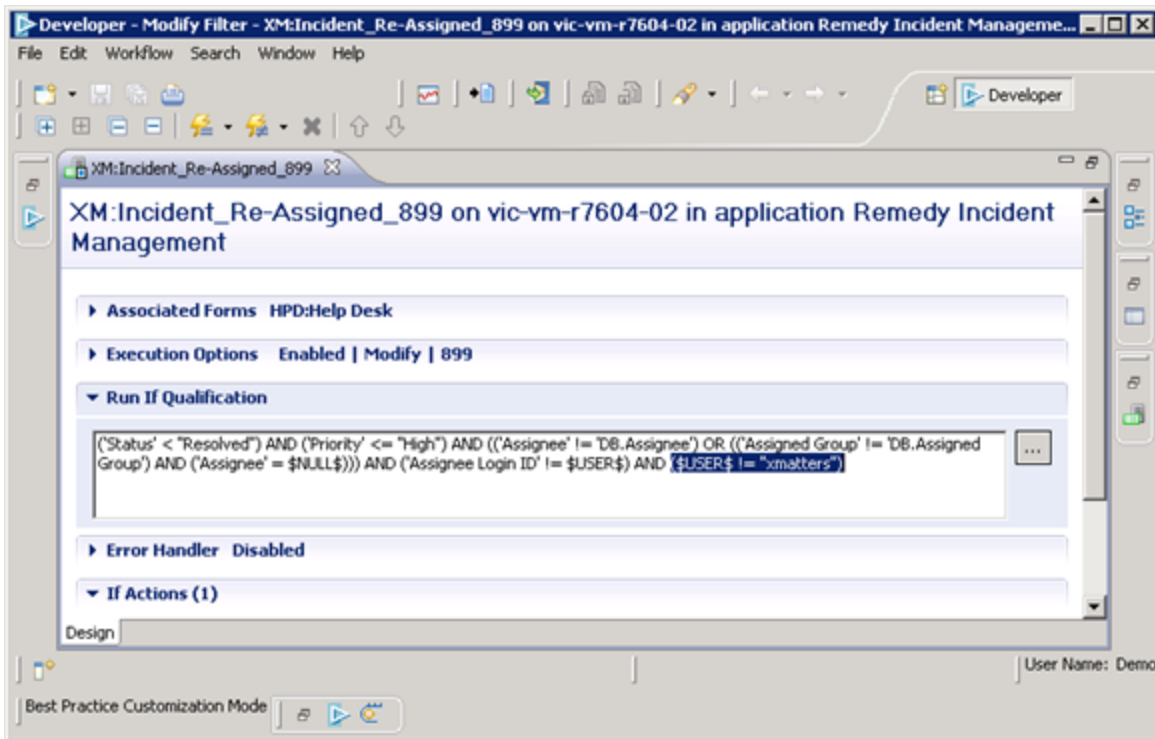 Developer - Modify Filter - XM:Incident_Re-Assigned_899 on vic-vm-r7604-02 in application Remedy Incident Manageme...
File Edit Workflow Search Window Help
Developer
XM:Incident_Re-Assigned_899
XM:Incident_Re-Assigned_899 on vic-vm-r7604-02 in application Remedy Incident
Management
Associated Forms HPD:Help Desk
Execution Options Enabled | Modify | 899
Run If Qualification
('Status' < "Resolved") AND ('Priority' <= "High") AND (('Assignee' != 'DB.Assignee') OR (('Assigned Group' != 'DB.Assigned
Group') AND ('Assignee' = $NULL$))) AND ('Assignee Login ID' != $USER$) AND ($USER$ != "xmatters")
...
Error Handler Disabled
If Actions (1)
Design
User Name: Demo
Best Practice Customization Mode